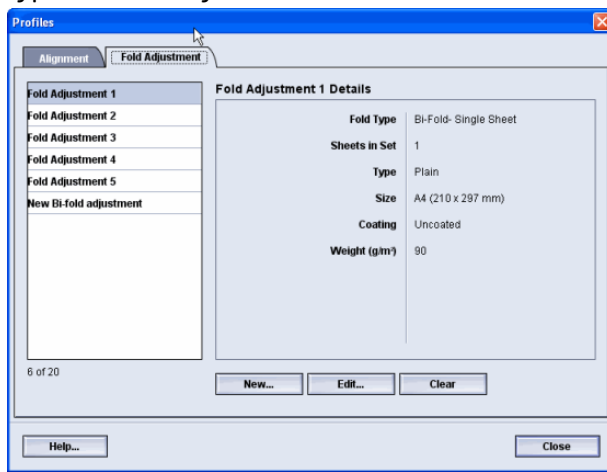 Profiles
Alignment
Fold Adjustment
Fold Adjustment 1
Fold Adjustment 2
Fold Adjustment 3
Fold Adjustment 4
Fold Adjustment 5
New Bi-fold adjustment
6 of 20
Fold Adjustment 1 Details
Fold Type Bi-Fold- Single Sheet
Sheets in Set 1
Type Plain
Size A4 (210 x 297 mm)
Coating Uncoated
Weight (g/m²) 90
New... Edit... Clear
Help... Close